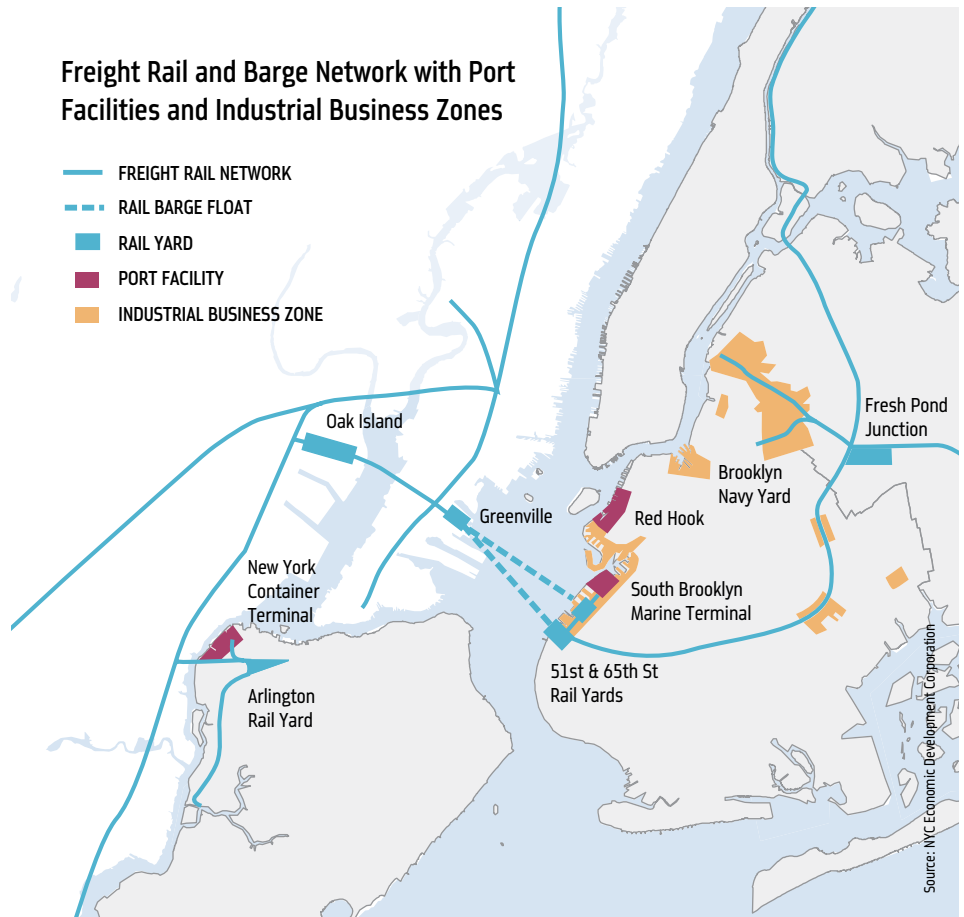 Freight Rail and Barge Network with Port
Facilities and Industrial Business Zones
FREIGHT RAIL NETWORK
RAIL BARGE FLOAT
RAIL YARD
PORT FACILITY
INDUSTRIAL BUSINESS ZONE
Oak Island
Fresh Pond
Junction
Brooklyn
Navy Yard
Greenville
Red Hook
New York
Container
Terminal
South Brooklyn
Marine Terminal
51st & 65th St
Rail Yards
Arlington
Rail Yard
Source: NYC Economic Development Corporation